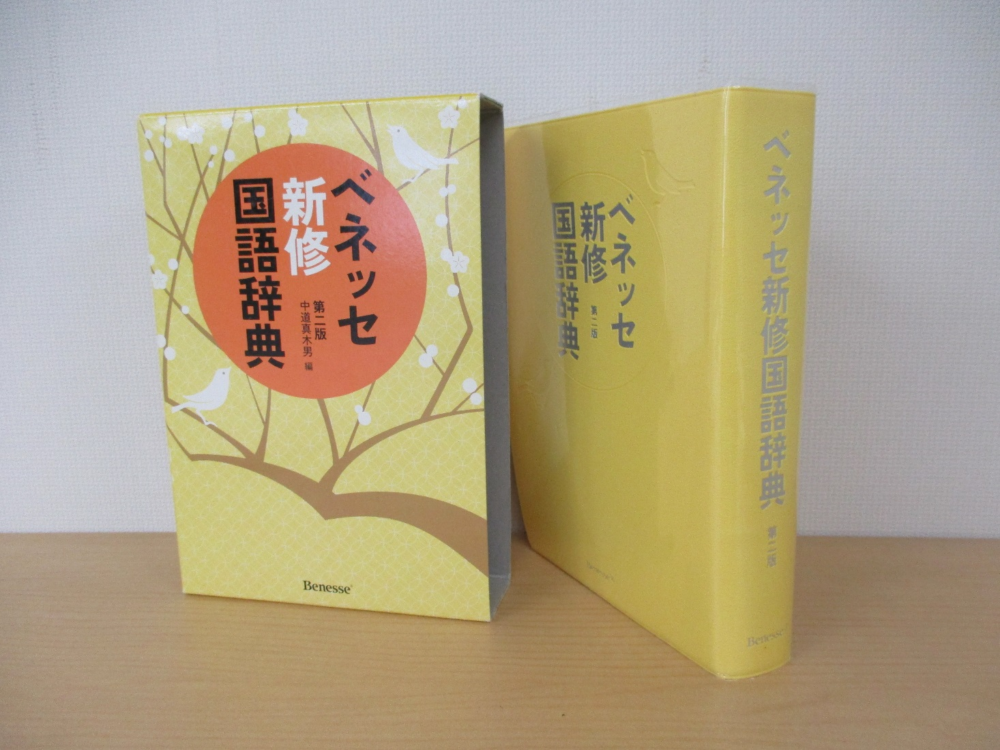 ベネッセ
新修
国語辞典
第二版
中道真木男 編
Benesse
ベネッセ
新修
国語辞典
第二版
Benesse
ベネッセ新修国語辞典
第二版
Benesse